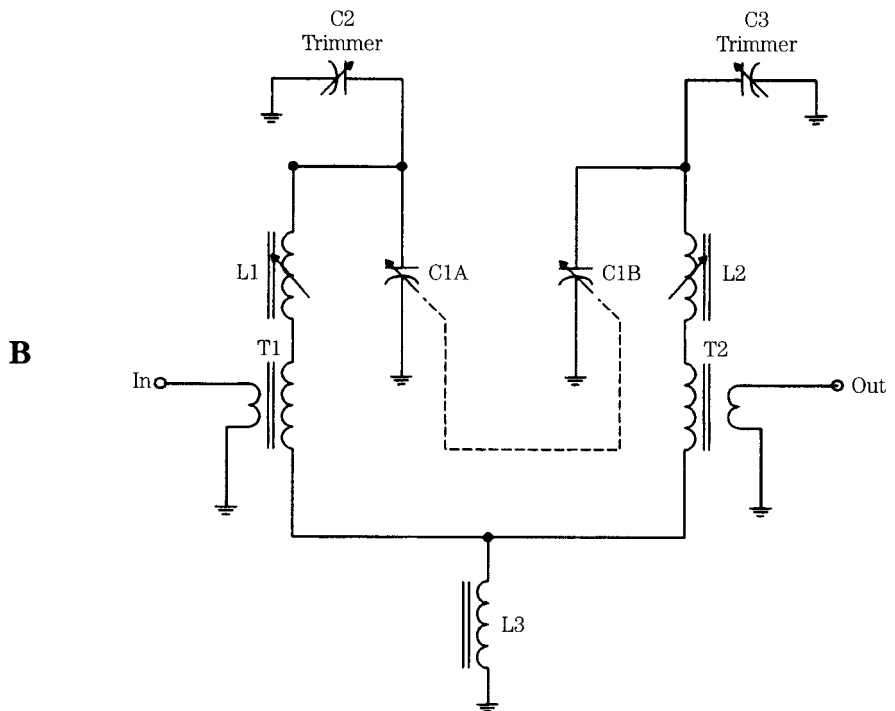 C2
Trimmer
C3
Trimmer
L1
C1A
C1B
L2
B
T1
T2
In
Out
L3